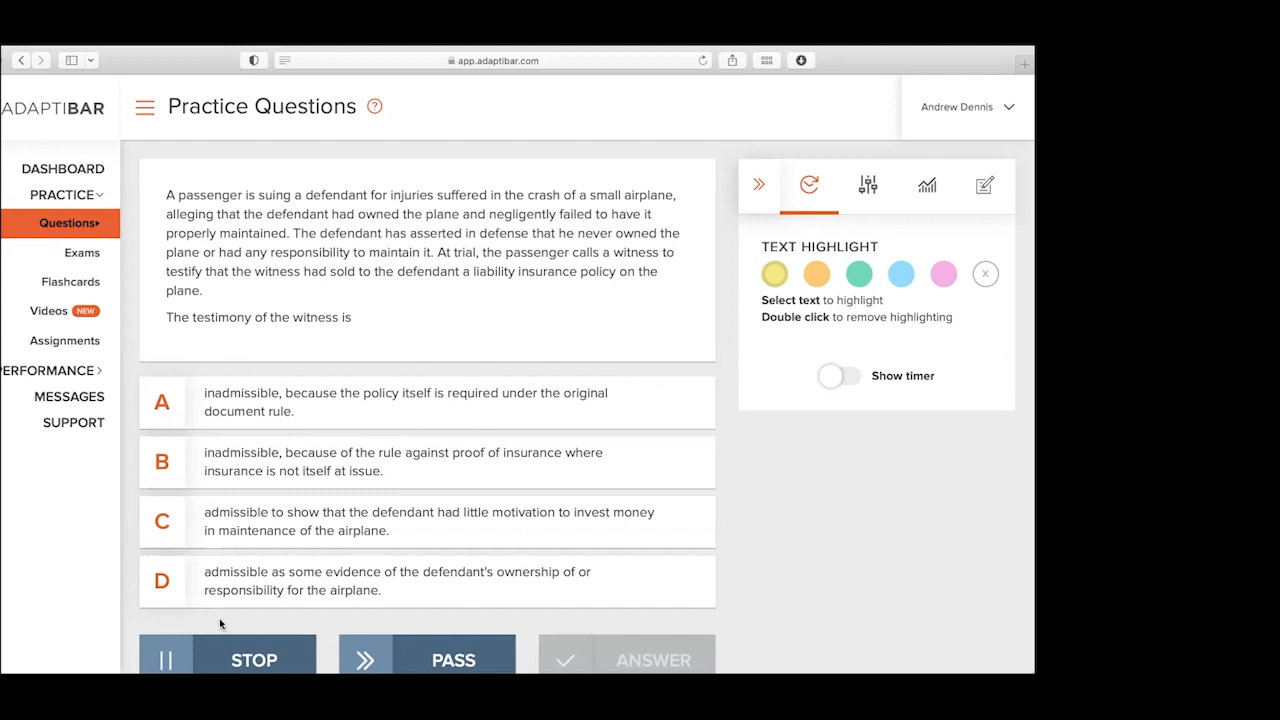 app.adaptibar.com
ADAPTIBAR
Practice Questions
?
Andrew Dennis
DASHBOARD
PRACTICE
Questions
Exams
Flashcards
Videos NEW
Assignments
PERFORMANCE
MESSAGES
SUPPORT
A passenger is suing a defendant for injuries suffered in the crash of a small airplane,
alleging that the defendant had owned the plane and negligently failed to have it
properly maintained. The defendant has asserted in defense that he never owned the
plane or had any responsibility to maintain it. At trial, the passenger calls a witness to
testify that the witness had sold to the defendant a liability insurance policy on the
plane.
The testimony of the witness is
A
inadmissible, because the policy itself is required under the original
document rule.
B
inadmissible, because of the rule against proof of insurance where
insurance is not itself at issue.
C
admissible to show that the defendant had little motivation to invest money
in maintenance of the airplane.
D
admissible as some evidence of the defendant's ownership of or
responsibility for the airplane.
STOP
PASS
ANSWER
TEXT HIGHLIGHT
x
Select text to highlight
Double click to remove highlighting
Show timer